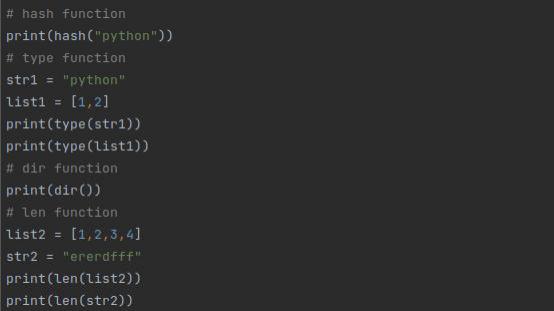 # hash function
print(hash("python"))
# type function
str1 = "python"
list1 = [1,2]
print(type(str1))
print(type(list1))
# dir function
print(dir())
# len function
list2 = [1,2,3,4]
str2 = "ererdfff"
print(len(list2))
print(len(str2))